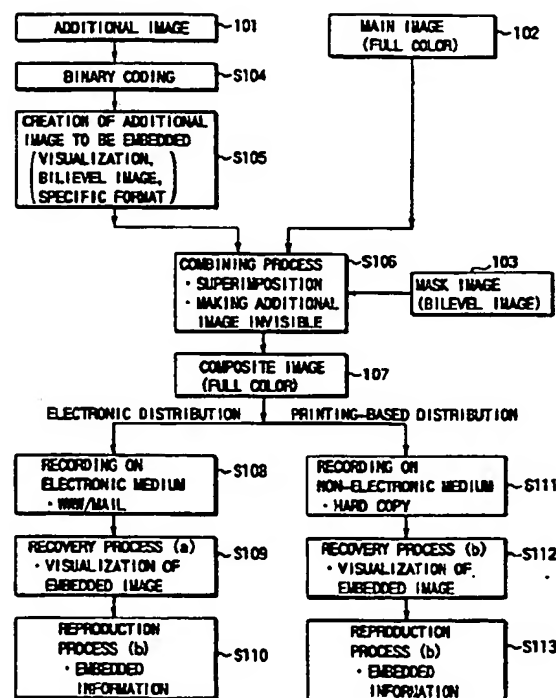 ADDITIONAL IMAGE
101
BINARY CODING
S104
CREATION OF ADDITIONAL
IMAGE TO BE EMBEDDED
(VISUALIZATION,
BILIEVEL IMAGE,
SPECIFIC FORMAT)
S105
MAIN IMAGE
(FULL COLOR)
102
COMBINING PROCESS
· SUPERIMPOSITION
· MAKING ADDITIONAL
IMAGE INVISIBLE
S106
103
MASK IMAGE
(BILEVEL IMAGE)
COMPOSITE IMAGE
(FULL COLOR)
107
ELECTRONIC DISTRIBUTION
PRINTING-BASED DISTRIBUTION
RECORDING ON
ELECTRONIC MEDIUM
· WWW/MAIL
S108
RECOVERY PROCESS (a)
· VISUALIZATION OF
EMBEDDED IMAGE
S109
REPRODUCTION
PROCESS (b)
· EMBEDDED
INFORMATION
S110
RECORDING ON
NON-ELECTRONIC MEDIUM
· HARD COPY
S111
RECOVERY PROCESS (b)
· VISUALIZATION OF
EMBEDDED IMAGE
S112
REPRODUCTION
PROCESS (b)
· EMBEDDED
INFORMATION
S113